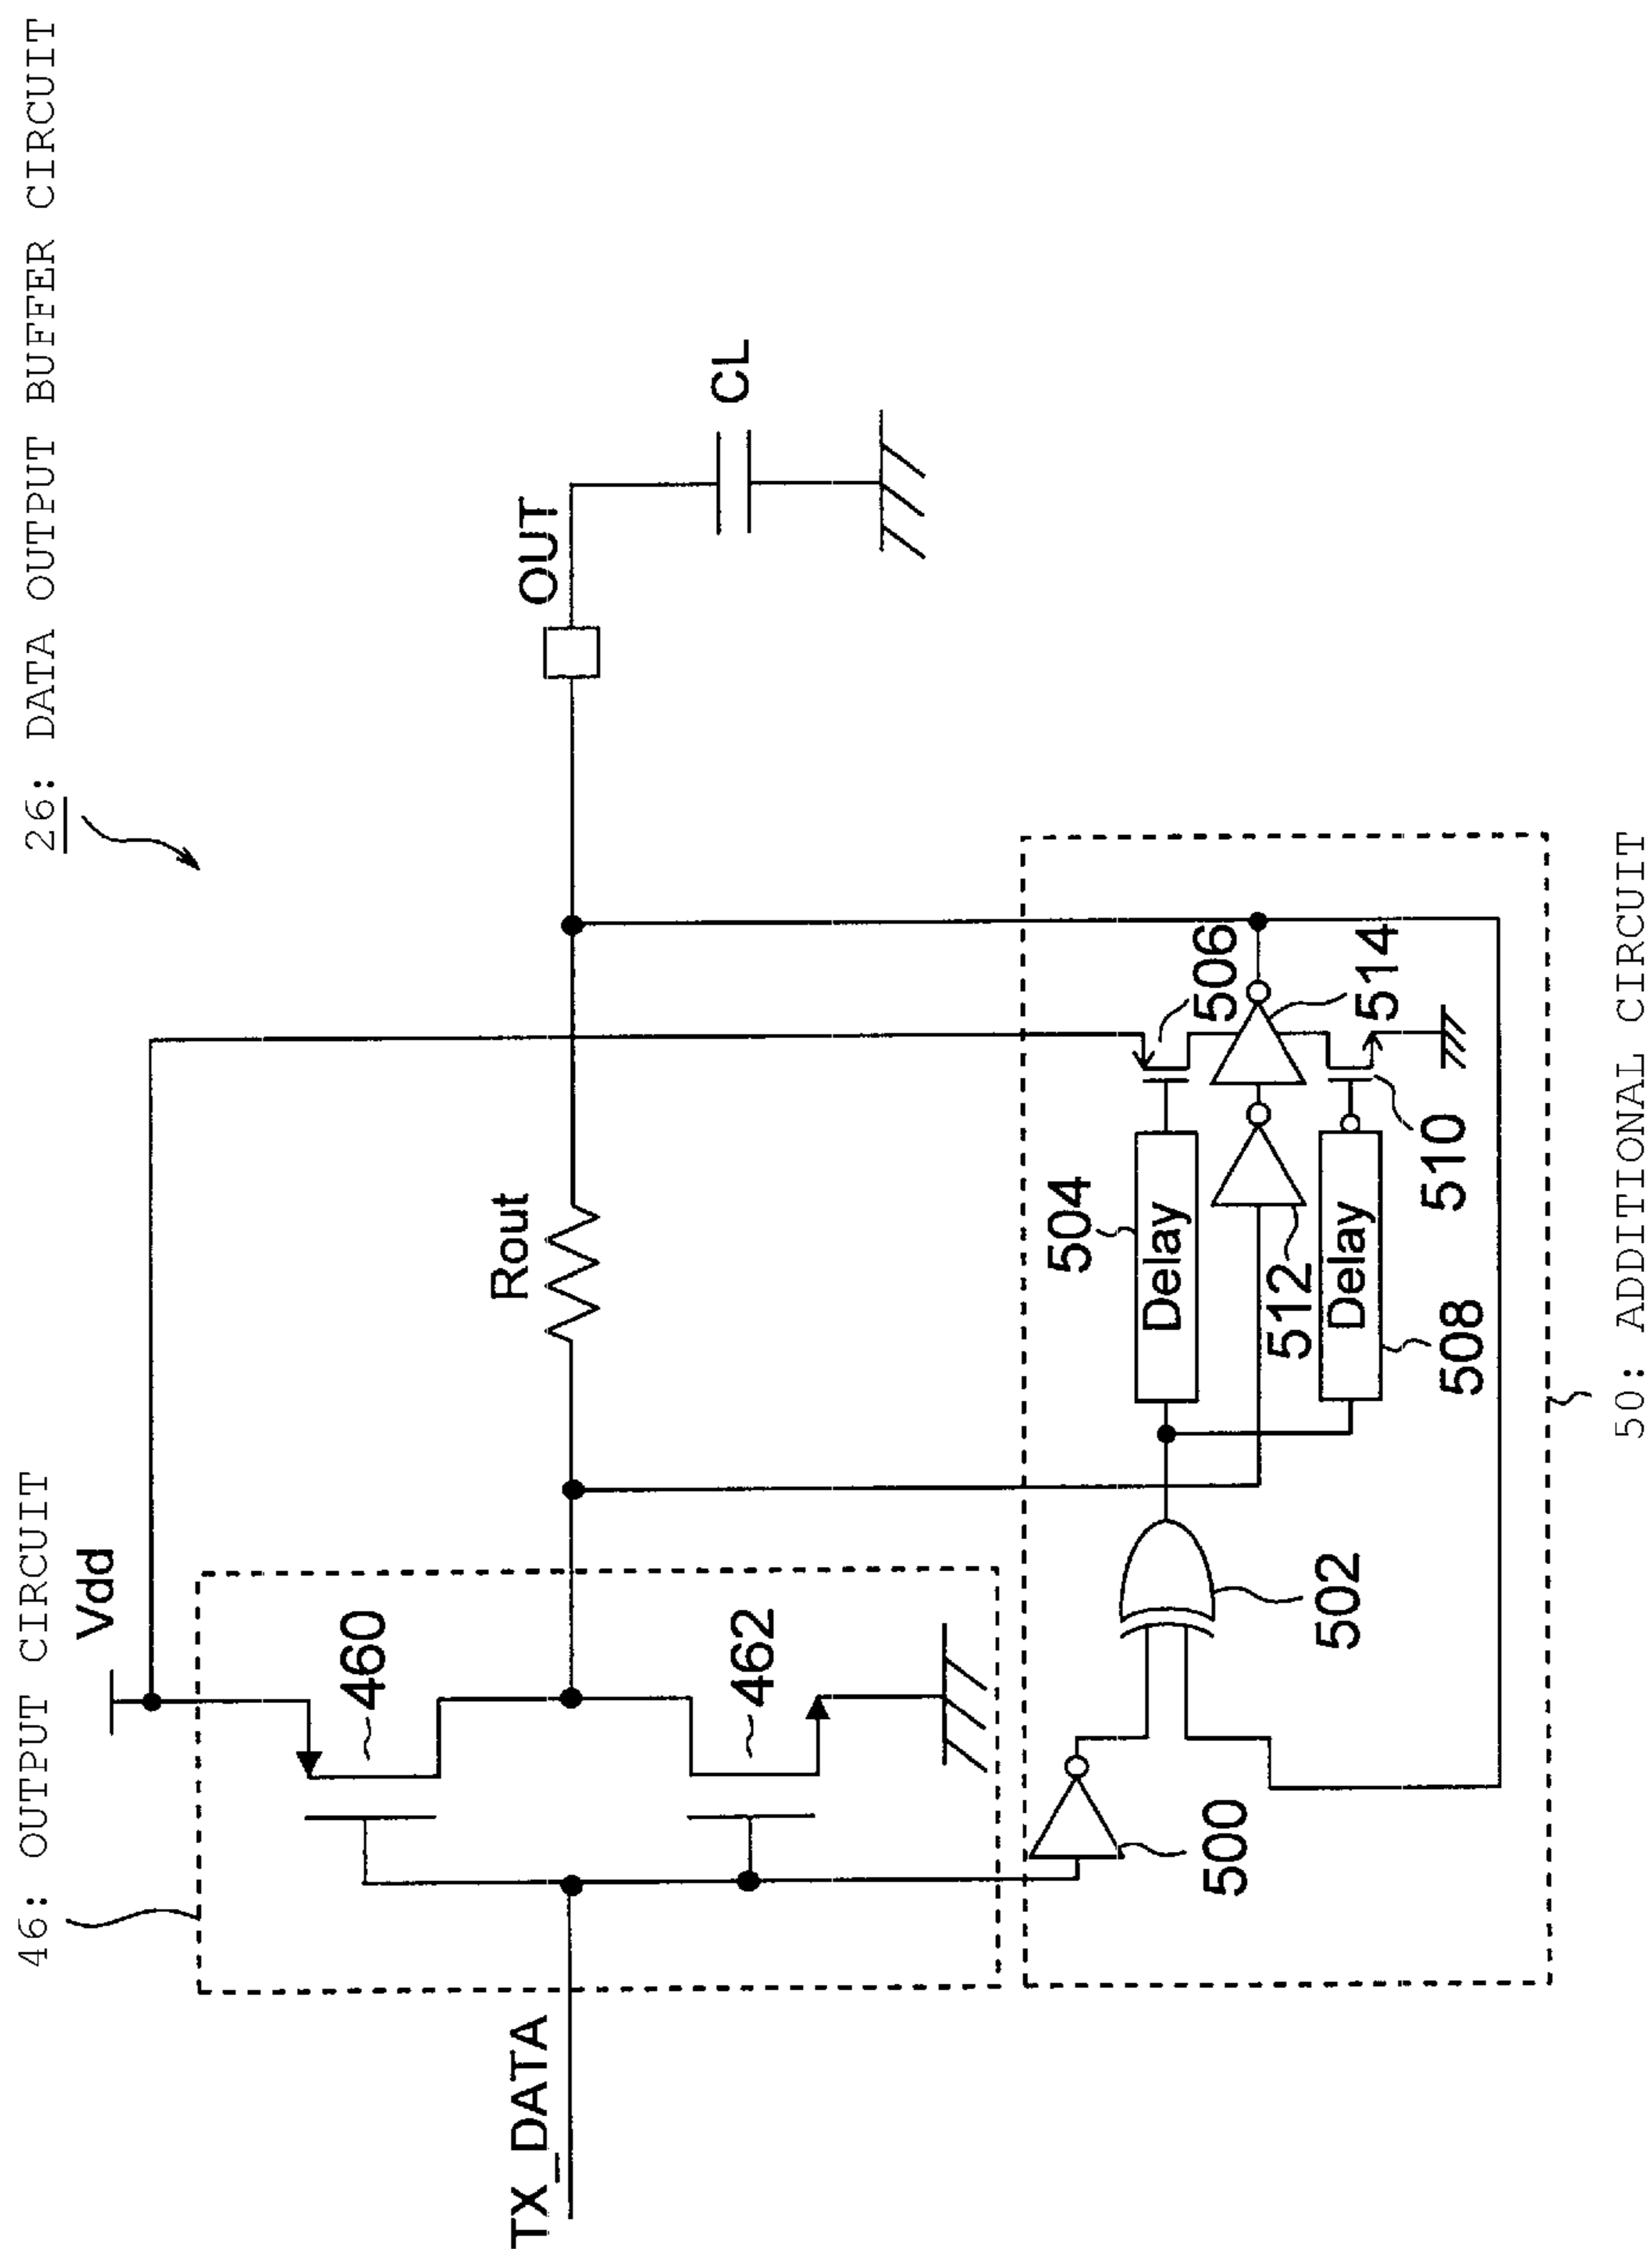 26: DATA OUTPUT BUFFER CIRCUIT
46: OUTPUT CIRCUIT
Vdd
460
462
TX_DATA
Rout
OUT
CL
500
502
504
Delay
506
512
514
Delay
508
510
50: ADDITIONAL CIRCUIT